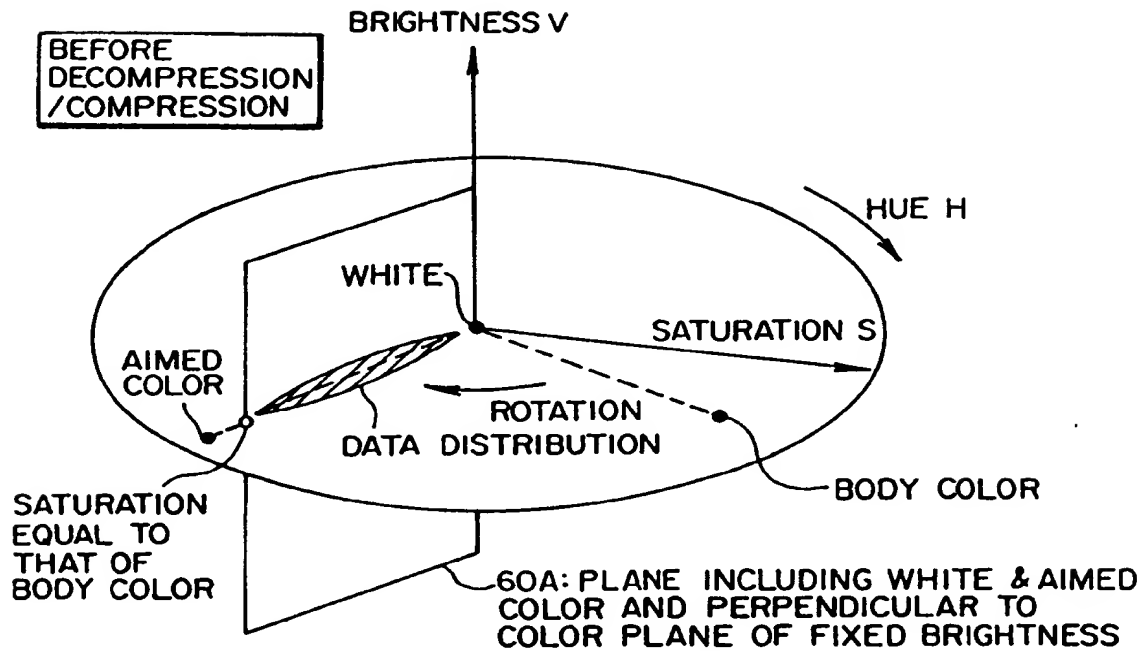 BRIGHTNESS V
BEFORE
DECOMPRESSION
/COMPRESSION
HUE H
WHITE
SATURATION S
AIMED
COLOR
ROTATION
DATA DISTRIBUTION
BODY COLOR
SATURATION
EQUAL TO
THAT OF
BODY COLOR
60A: PLANE INCLUDING WHITE & AIMED
COLOR AND PERPENDICULAR TO
COLOR PLANE OF FIXED BRIGHTNESS